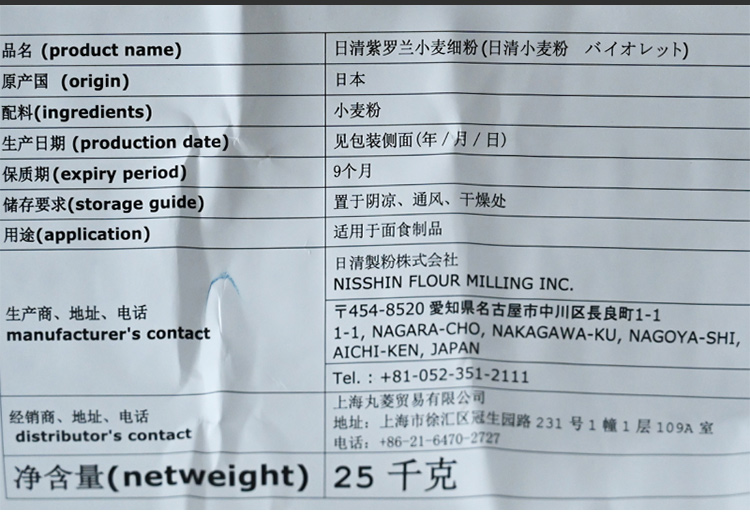 品名 (product name) 日清紫罗兰小麦细粉(日清小麦粉 バイオレット)
原产国 (origin) 日本
配料(ingredients) 小麦粉
生产日期 (production date) 见包装侧面(年/月/日)
保质期(expiry period) 9个月
储存要求(storage guide) 置于阴凉、通风、干燥处
用途(application) 适用于面食制品
生产商、地址、电话
manufacturer's contact
日清製粉株式会社
NISSHIN FLOUR MILLING INC.
〒454-8520 愛知県名古屋市中川区長良町1-1
1-1, NAGARA-CHO, NAKAGAWA-KU, NAGOYA-SHI,
AICHI-KEN, JAPAN
Tel. : +81-052-351-2111
经销商、地址、电话
distributor's contact
上海丸菱贸易有限公司
地址: 上海市徐汇区冠生园路 231 号 1 幢 1 层 109A 室
电话: +86-21-6470-2727
净含量(netweight) 25 千克